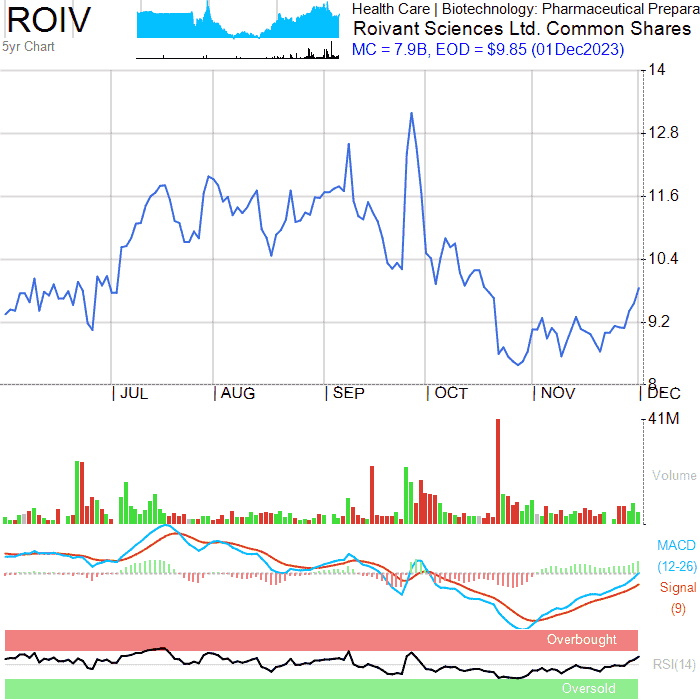 ROIV
5yr Chart
Health Care | Biotechnology: Pharmaceutical Prepara
Roivant Sciences Ltd. Common Shares
MC = 7.9B, EOD = $9.85 (01Dec2023)
14
12.8
11.6
10.4
9.2
8
| JUL | AUG | SEP | OCT | NOV | DEC
41M
Volume
MACD
(12-26)
Signal
(9)
Overbought
RSI(14)
Oversold